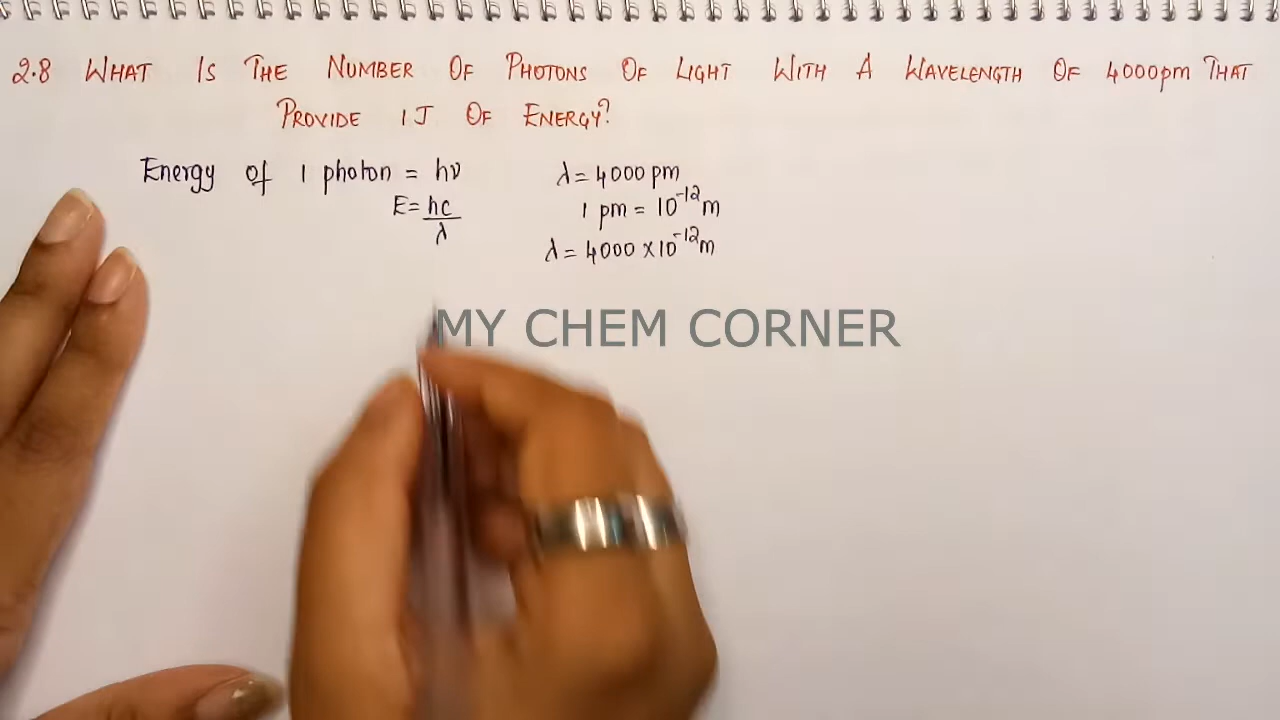 2.8 WHAT IS THE NUMBER OF PHOTONS OF LIGHT WITH A WAVELENGTH OF 4000pm THAT
PROVIDE 1J OF ENERGY?
Energy of 1 photon = hν
E = hc/λ
λ = 4000 pm
1 pm = 10⁻¹² m
λ = 4000 × 10⁻¹² m
MY CHEM CORNER